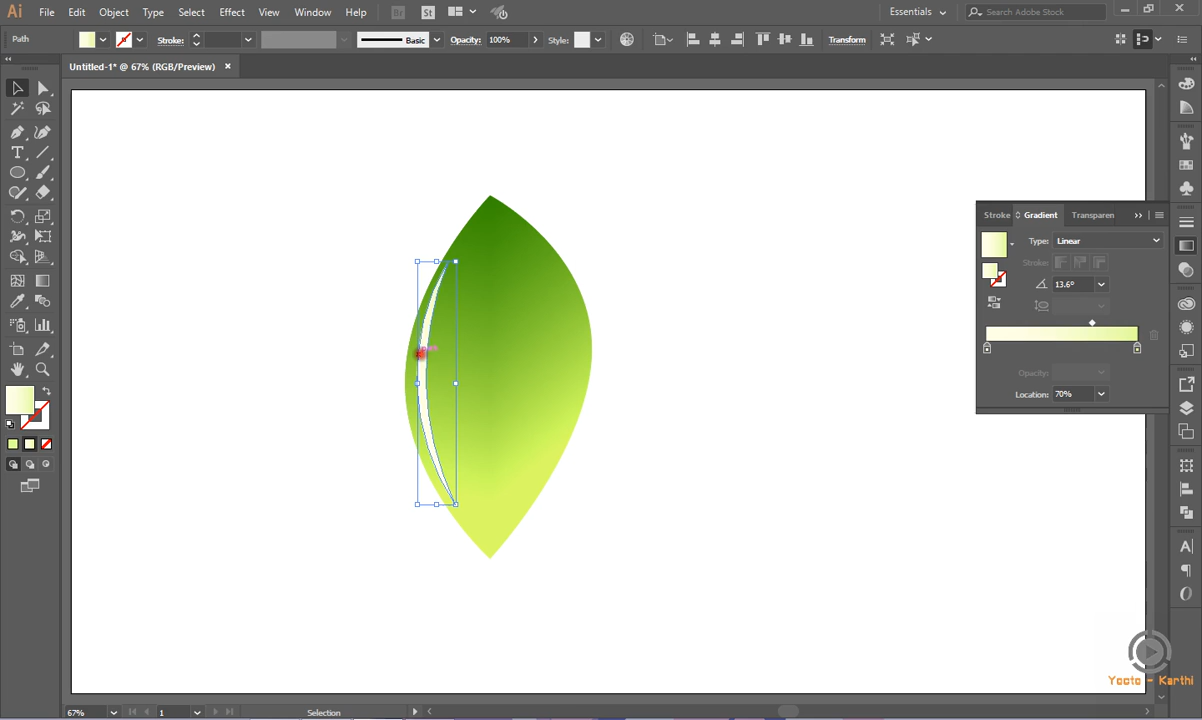 Ai File Edit Object Type Select Effect View Window Help Br St Essentials Search Adobe Stock
Path Stroke: Basic Opacity: 100% Style: Transform
Untitled-1* @ 67% (RGB/Preview)
Stroke Gradient Transparen
Type: Linear
Stroke:
13.6°
Opacity:
Location: 70%
Yooto - Karthi
67% 1 Selection